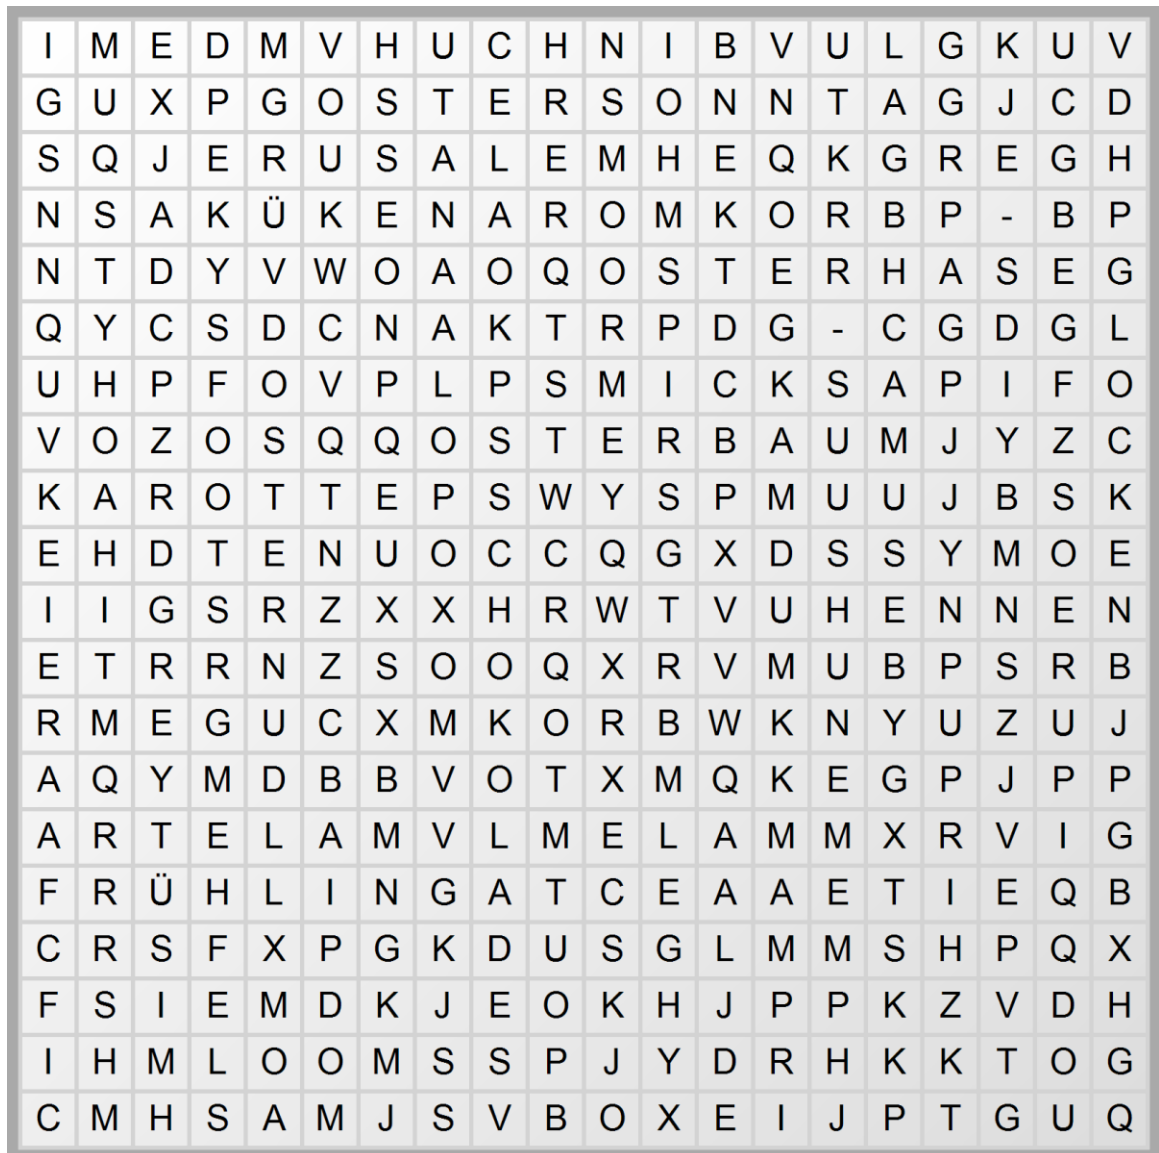 I M E D M V H U C H N I B V U L G K U V
G U X P G O S T E R S O N N T A G J C D
S Q J E R U S A L E M H E Q K G R E G H
N S A K Ü K E N A R O M K O R B P - B P
N T D Y V W O A O Q O S T E R H A S E G
Q Y C S D C N A K T R P D G - C G D G L
U H P F O V P L P S M I C K S A P I F O
V O Z O S Q Q O S T E R B A U M J Y Z C
K A R O T T E P S W Y S P M U U J B S K
E H D T E N U O C C Q G X D S S Y M O E
I I G S R Z X X H R W T V U H E N N E N
E T R R N Z S O O Q X R V M U B P S R B
R M E G U C X M K O R B W K N Y U Z U J
A Q Y M D B B V O T X M Q K E G P J P P
A R T E L A M V L M E L A M M X R V I G
F R Ü H L I N G A T C E A A E T I E Q B
C R S F X P G K D U S G L M M S H P Q X
F S I E M D K J E O K H J P P K Z V D H
I H M L O O M S S P J Y D R H K K T O G
C M H S A M J S V B O X E I J P T G U Q